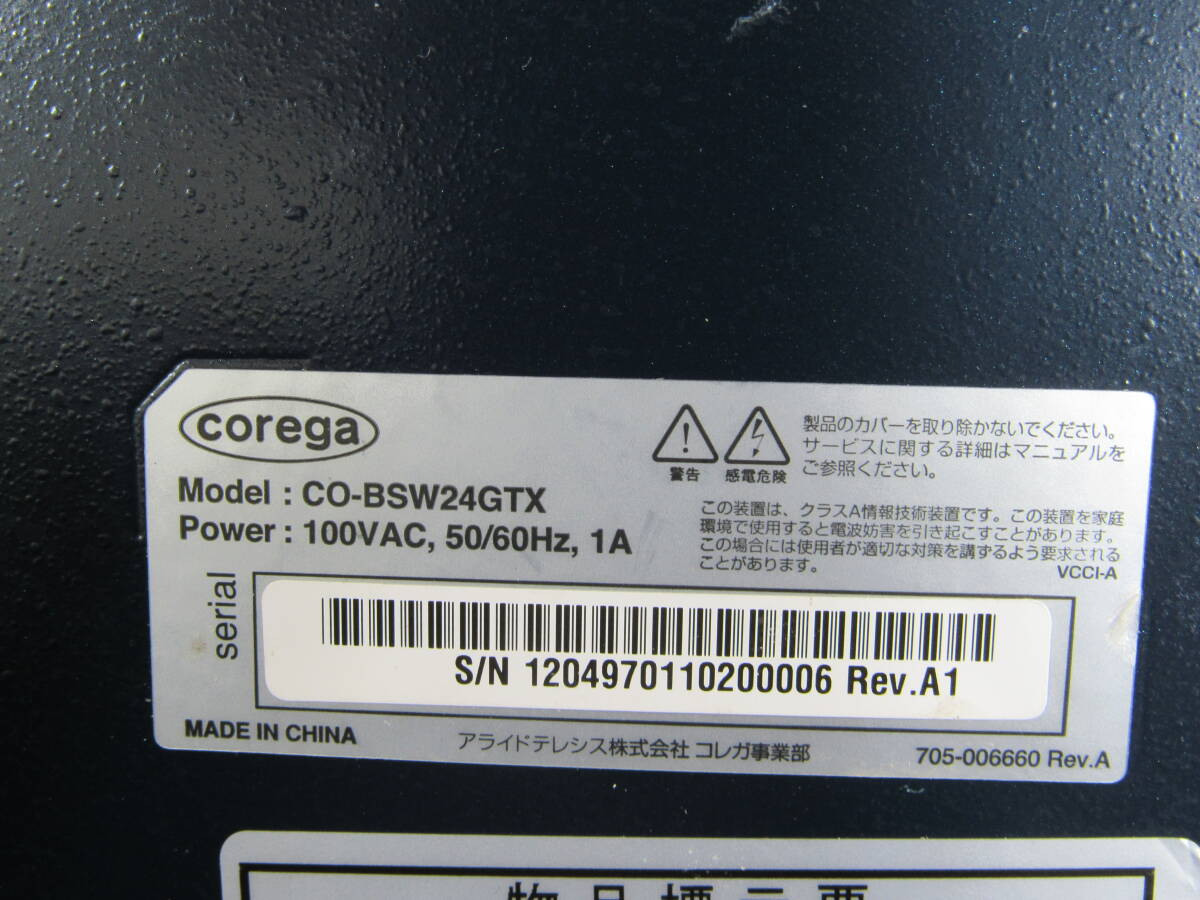 corega
Model : CO-BSW24GTX
Power : 100VAC, 50/60Hz, 1A
警告
感電危険
製品のカバーを取り除かないでください。
サービスに関する詳細はマニュアルを
ご参照ください。
この装置は、クラスA情報技術装置です。この装置を家庭
環境で使用すると電波妨害を引き起こすことがあります。
この場合には使用者が適切な対策を講ずるよう要求される
ことがあります。
VCCI-A
serial
S/N 1204970110200006 Rev.A1
MADE IN CHINA
アライドテレシス株式会社 コレガ事業部
705-006660 Rev.A
物品標示票